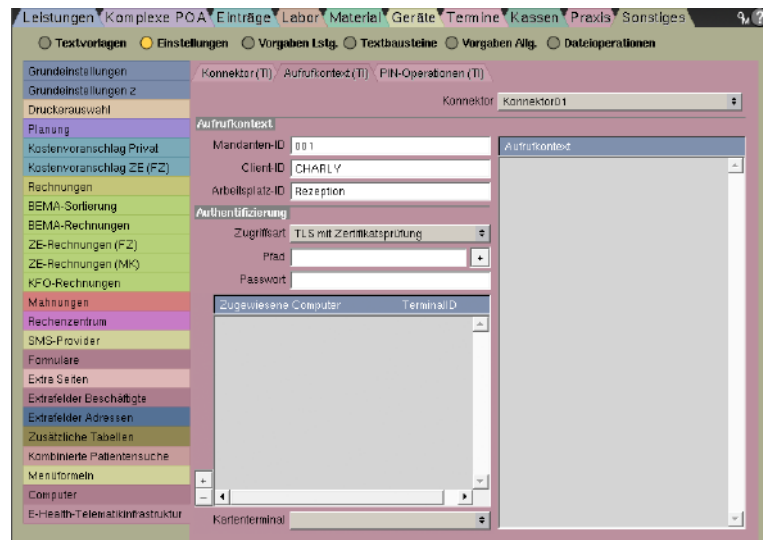 Leistungen Komplexe POA Einträge Labor Material Geräte Termine Kassen Praxis Sonstiges ?
Textvorlagen Einstellungen Vorgaben Lstg. Textbausteine Vorgaben Allg. Dateioperationen
Grundeinstellungen
Grundeinstellungen 2
Druckerauswahl
Planung
Kostenvoranschlag Privat
Kostenvoranschlag ZE (FZ)
Rechnungen
BEMA-Sortierung
BEMA-Rechnungen
ZE-Rechnungen (FZ)
ZE-Rechnungen (MK)
KFO-Rechnungen
Mahnungen
Rechenzentrum
SMS-Provider
Formulare
Extra Seiten
Extrafelder Beschäftigte
Extrafelder Adressen
Zusätzliche Tabellen
Kombinierte Patientensuche
Menüformeln
Computer
E-Health-Telematikinfrastruktur
Konnektor (TI) Aufrufkontext (TI) PIN-Operationen (TI)
Konnektor Konnektor01
Aufrufkontext
Mandanten-ID 001
Client-ID CHARLY
Arbeitsplatz-ID Rezeption
Authentifizierung
Zugriffsart TLS mit Zertifikatsprüfung
Pfad +
Passwort
Zugewiesene Computer TerminalID
+
–
Kartenterminal
Aufrufkontext